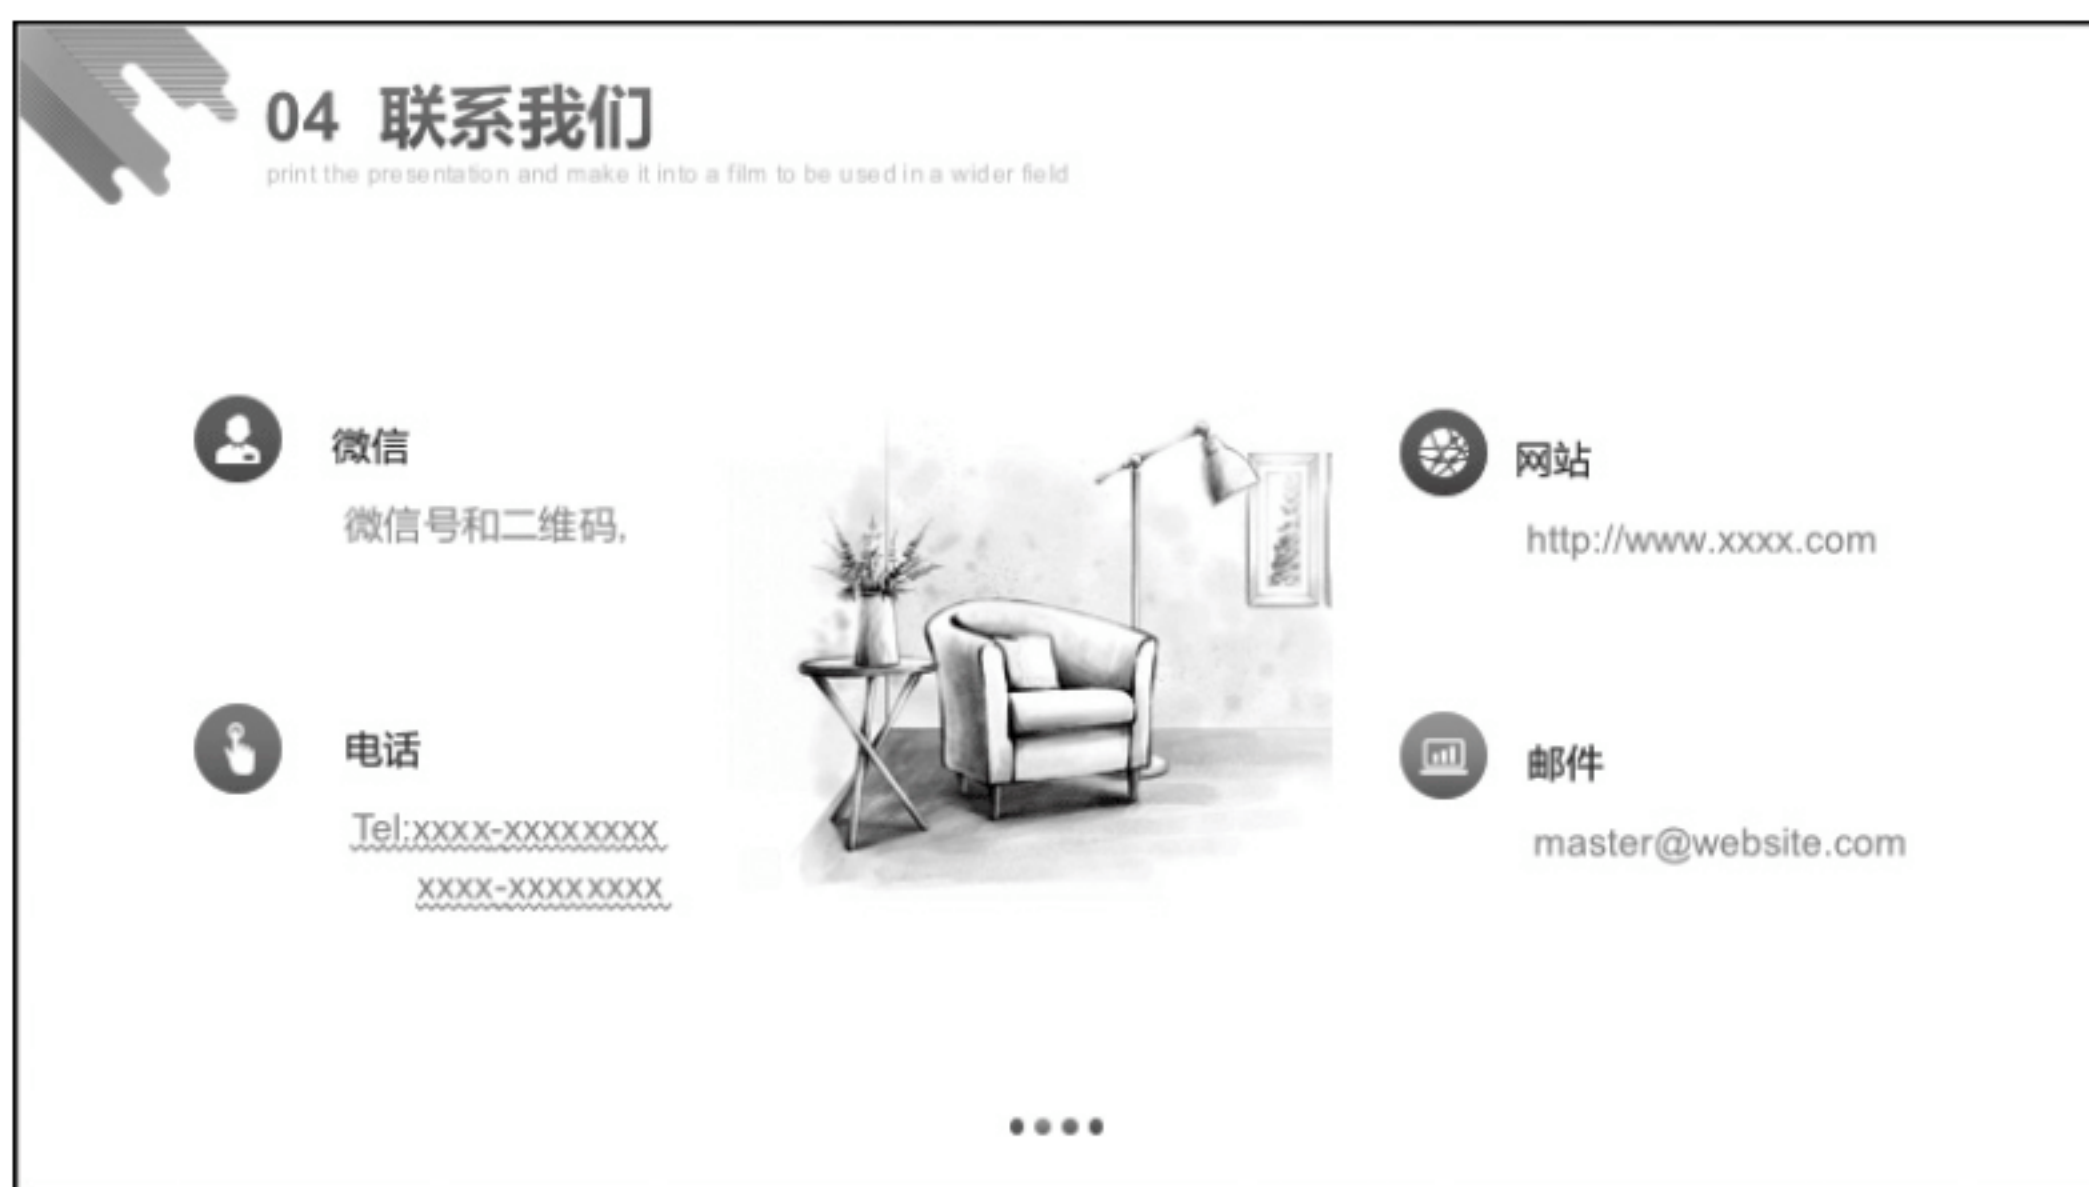 04 联系我们
print the presentation and make it into a film to be used in a wider field
微信
微信号和二维码,
电话
Tel:xxxx-xxxxxxxx
xxxx-xxxxxxxx
网站
http://www.xxxx.com
邮件
master@website.com